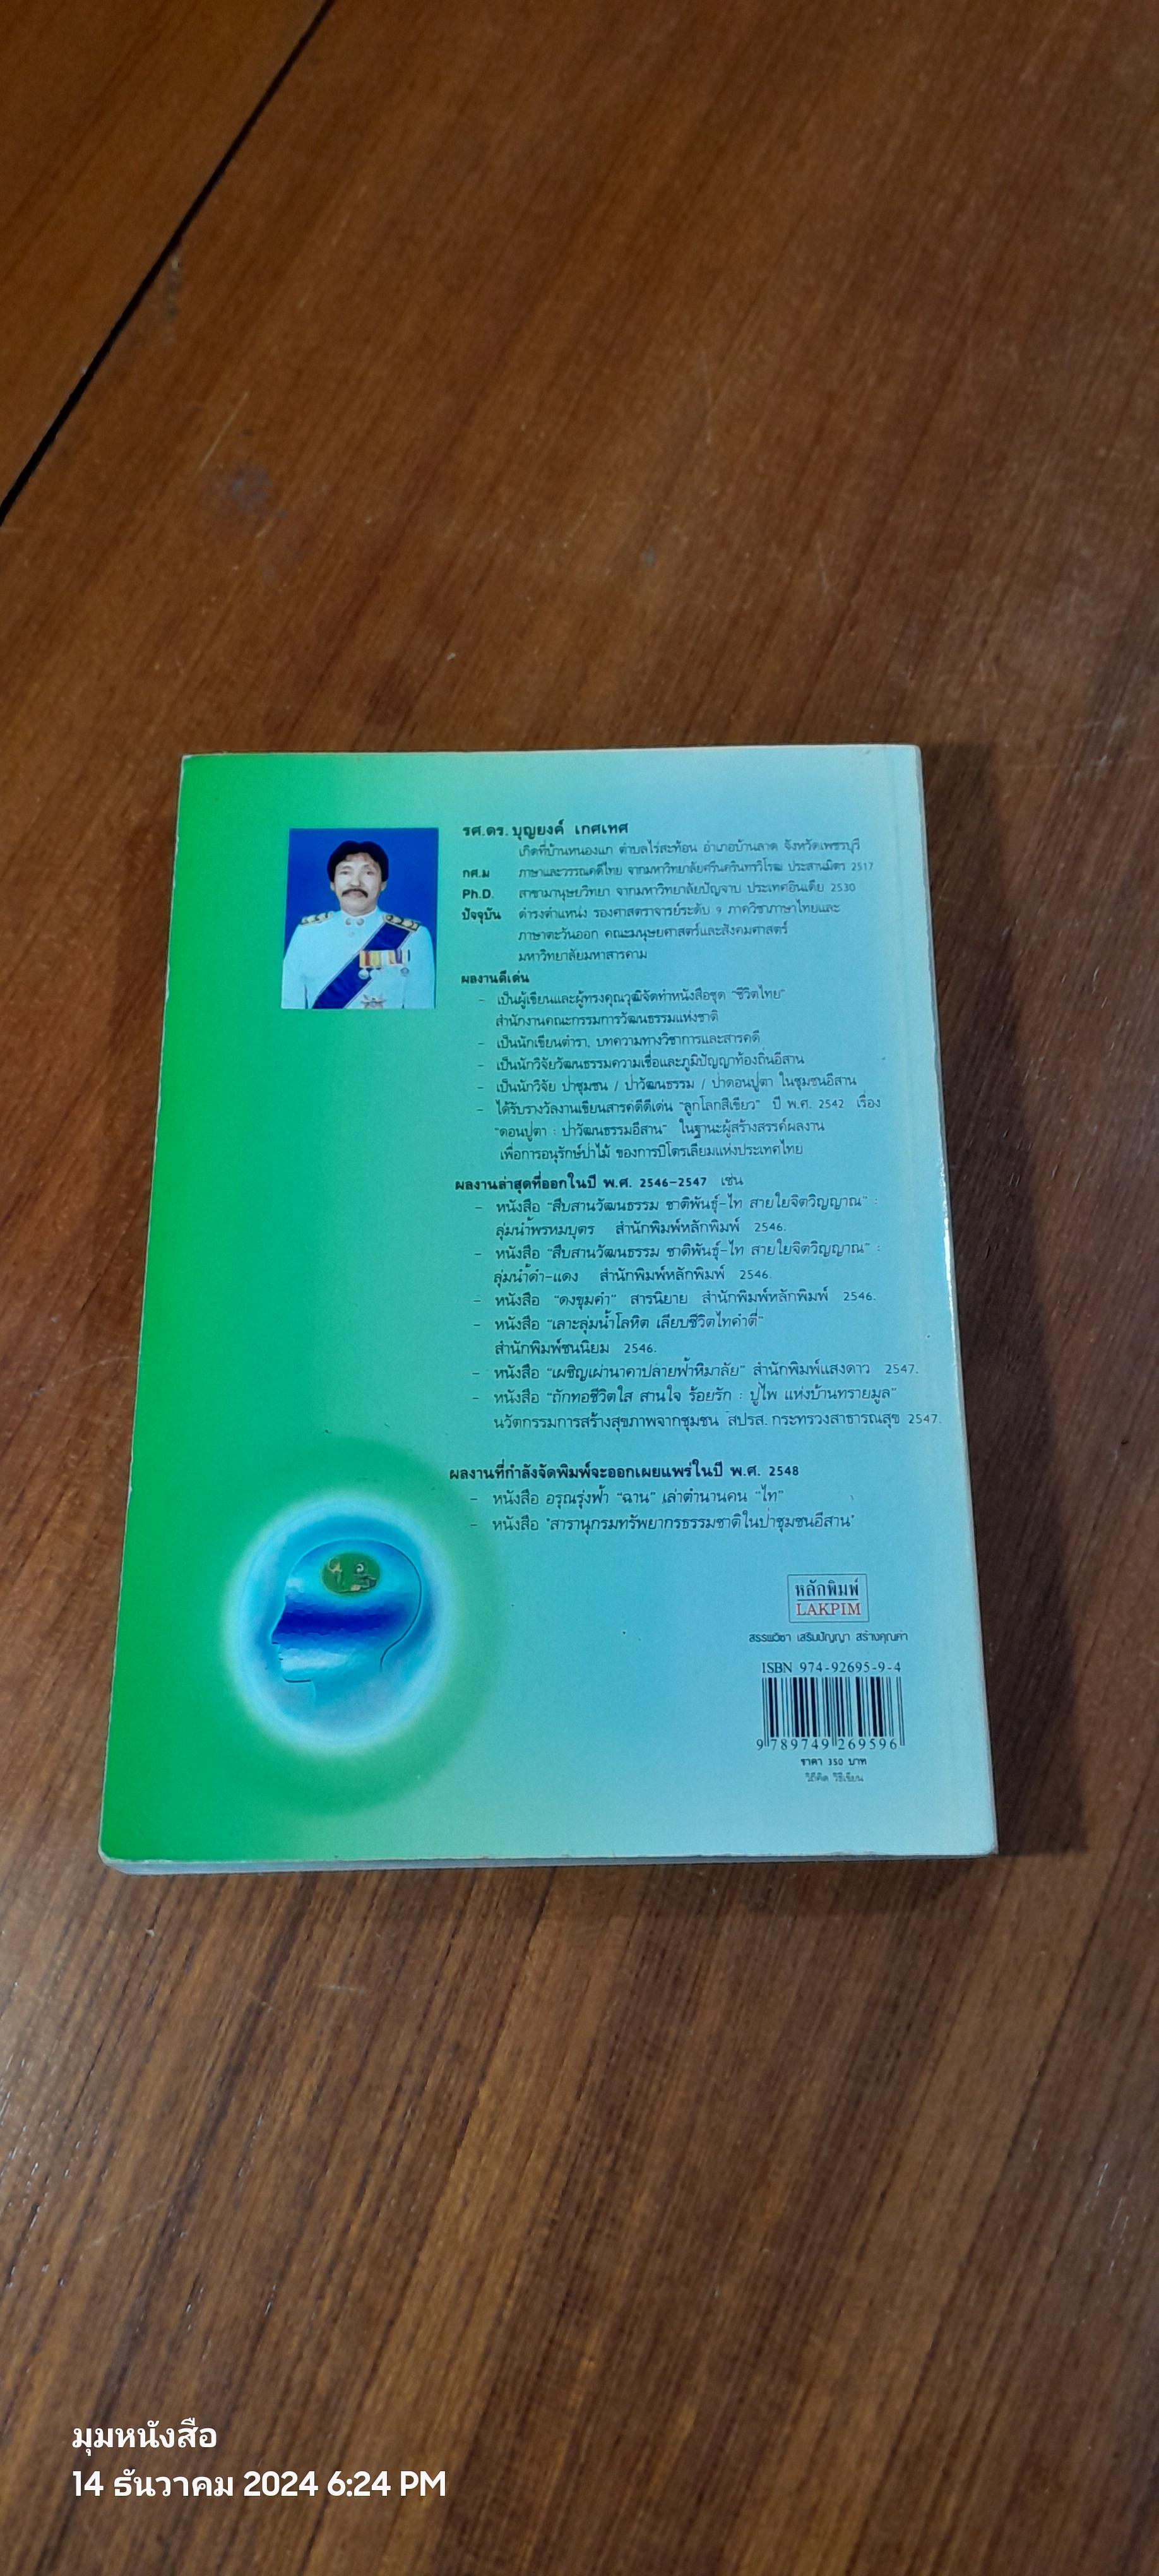 รศ.ดร. บุญยงค์ เกศเทศ
เกิดที่บ้านหนองแก ตำบลไร่สะท้อน อำเภอบ้านลาด จังหวัดเพชรบุรี
กศ.ม ภาษาและวรรณคดีไทย จากมหาวิทยาลัยศรีนครินทรวิโรฒ ประสานมิตร 2517
Ph.D. สาขามานุษยวิทยา จากมหาวิทยาลัยปัญจาบ ประเทศอินเดีย 2530
ปัจจุบัน ดำรงตำแหน่ง รองศาสตราจารย์ระดับ 9 ภาควิชาภาษาไทยและ
ภาษาตะวันออก คณะมนุษยศาสตร์และสังคมศาสตร์
มหาวิทยาลัยมหาสารคาม
ผลงานดีเด่น
- เป็นผู้เขียนและผู้ทรงคุณวุฒิจัดทำหนังสือชุด "ชีวิตไทย"
สำนักงานคณะกรรมการวัฒนธรรมแห่งชาติ
- เป็นนักเขียนตำรา, บทความทางวิชาการและสารคดี
- เป็นนักวิจัยวัฒนธรรมความเชื่อและภูมิปัญญาท้องถิ่นอีสาน
- เป็นนักวิจัย ป่าชุมชน / ป่าวัฒนธรรม / ป่าดอนปู่ตา ในชุมชนอีสาน
- ได้รับรางวัลงานเขียนสารคดีดีเด่น "ลูกโลกสีเขียว" ปี พ.ศ. 2542 เรื่อง
"ดอนปู่ตา : ป่าวัฒนธรรมอีสาน" ในฐานะผู้สร้างสรรค์ผลงาน
เพื่อการอนุรักษ์ป่าไม้ ของการปิโตรเลียมแห่งประเทศไทย
ผลงานล่าสุดที่ออกในปี พ.ศ. 2546-2547 เช่น
- หนังสือ "สืบสานวัฒนธรรม ชาติพันธุ์-ไท สายใยจิตวิญญาณ" :
ลุ่มน้ำพรหมบุตร สำนักพิมพ์หลักพิมพ์ 2546.
- หนังสือ "สืบสานวัฒนธรรม ชาติพันธุ์-ไท สายใยจิตวิญญาณ" :
ลุ่มน้ำดำ-แดง สำนักพิมพ์หลักพิมพ์ 2546.
- หนังสือ "ดงขุมคำ" สารนิยาย สำนักพิมพ์หลักพิมพ์ 2546.
- หนังสือ "เลาะลุ่มน้ำโลหิต เลียบชีวิตไทคำตี่"
สำนักพิมพ์ชนนิยม 2546.
- หนังสือ "เผชิญเผ่านาคาปลายฟ้าหิมาลัย" สำนักพิมพ์แสงดาว 2547.
- หนังสือ "ถักทอชีวิตใส สานใจ ร้อยรัก : ปูไพ แห่งบ้านทรายมูล"
นวัตกรรมการสร้างสุขภาพจากชุมชน สปรส. กระทรวงสาธารณสุข 2547.
ผลงานที่กำลังจัดพิมพ์จะออกเผยแพร่ในปี พ.ศ. 2548
- หนังสือ อรุณรุ่งฟ้า "ฉาน" เล่าตำนานคน "ไท"
- หนังสือ "สารานุกรมทรัพยากรธรรมชาติในป่าชุมชนอีสาน"
หลักพิมพ์
LAKPIM
สรรพวิชา เสริมปัญญา สร้างคุณค่า
ISBN 974-92695-9-4
9 789749 269596
ราคา 350 บาท
วิถีคิด วิธีเขียน
มุมหนังสือ
14 ธันวาคม 2024 6:24 PM